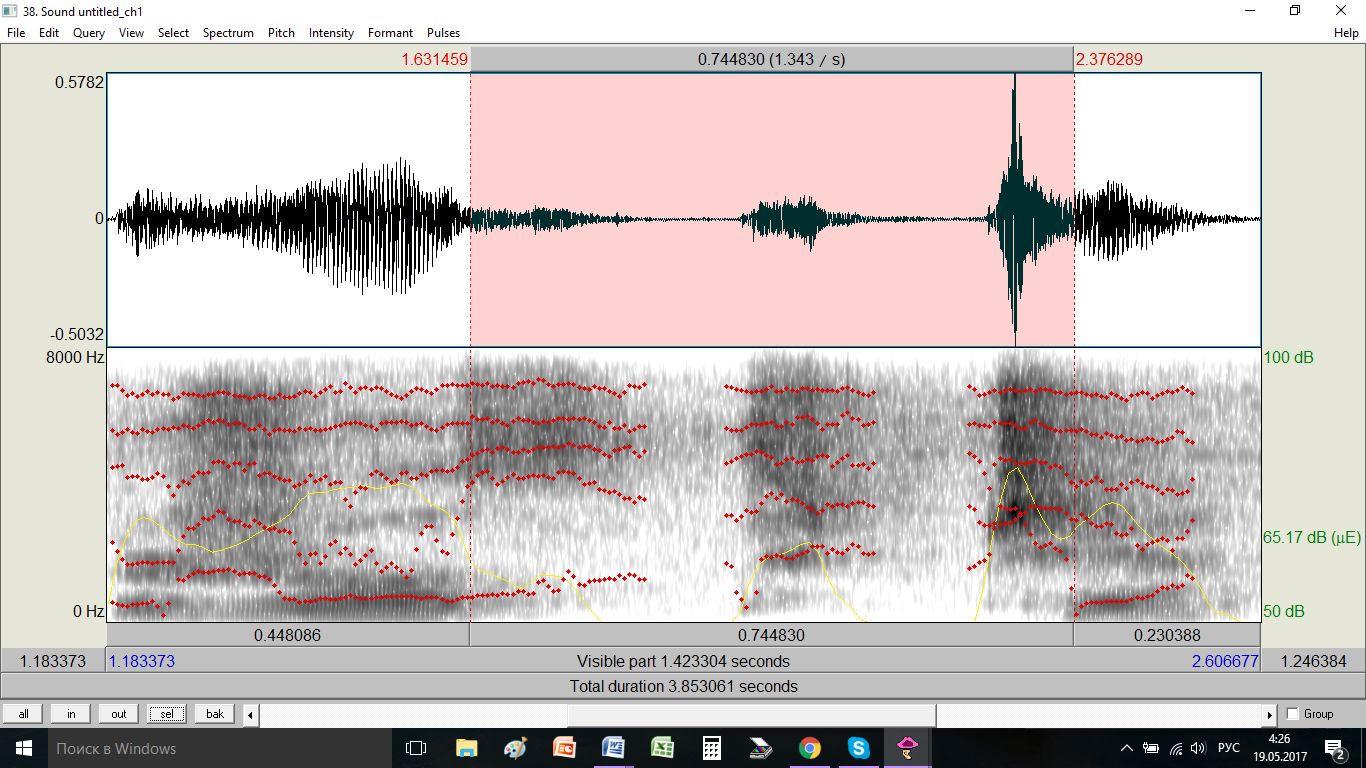 38. Sound untitled_ch1
File Edit Query View Select Spectrum Pitch Intensity Formant Pulses Help
1.631459 0.744830 (1.343 / s) 2.376289
0.5782
0
-0.5032
8000 Hz 100 dB
65.17 dB (µE)
0 Hz 50 dB
0.448086 0.744830 0.230388
1.183373 1.183373 Visible part 1.423304 seconds 2.606677 1.246384
Total duration 3.853061 seconds
all in out sel bak Group
Поиск в Windows РУС 4:26
19.05.2017 2